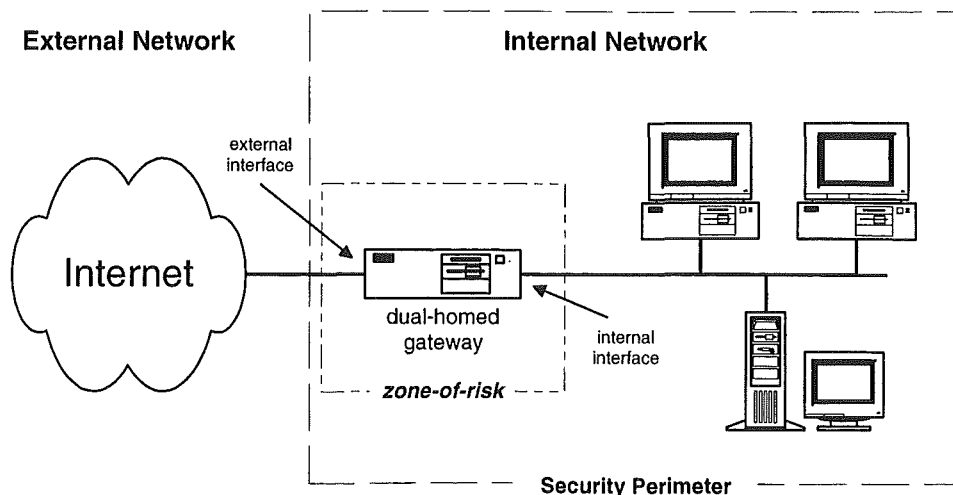 External Network
Internal Network
external
interface
Internet
dual-homed
gateway
internal
interface
zone-of-risk
Security Perimeter